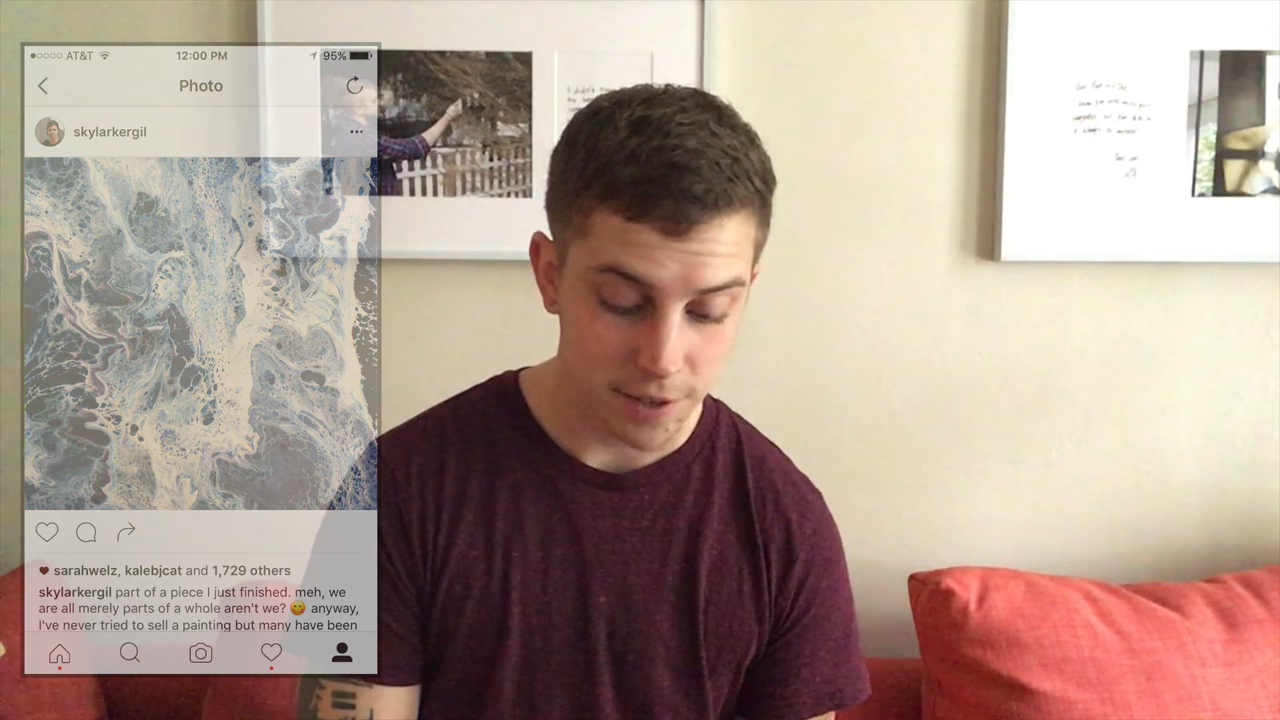 AT&T 12:00 PM 95%
Photo
skylarkergil
sarahwelz, kalebjcat and 1,729 others
skylarkergil part of a piece I just finished. meh, we
are all merely parts of a whole aren't we? 😊 anyway,
I've never tried to sell a painting but many have been
I didn't